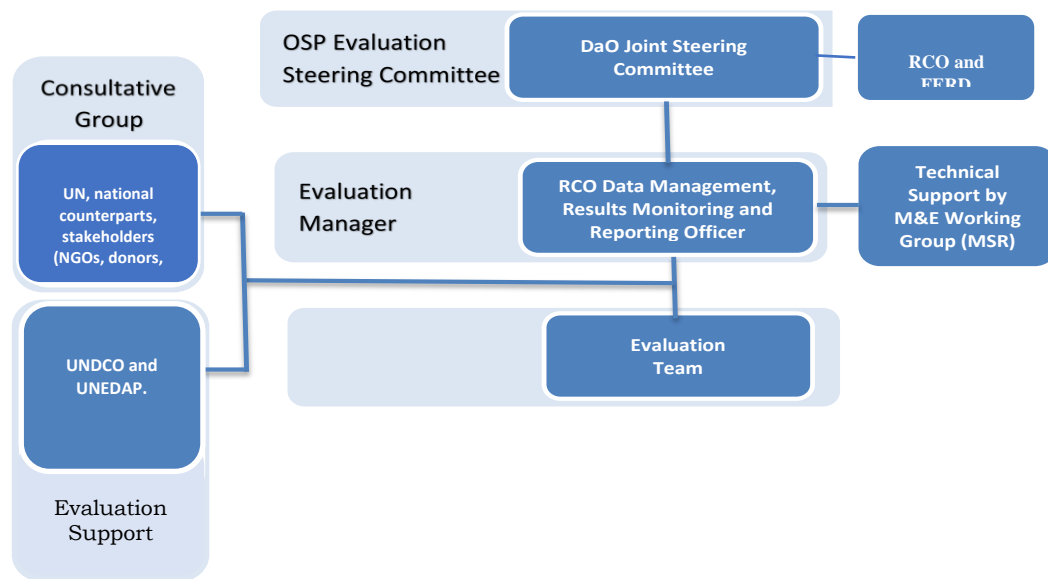 OSP Evaluation
Steering Committee
DaO Joint Steering
Committee
RCO and
Consultative
Group
UN, national
counterparts,
stakeholders
(NGOs, donors,
Evaluation
Manager
RCO Data Management,
Results Monitoring and
Reporting Officer
Technical
Support by
M&E Working
Group (MSR)
UNDCO and
UNEDAP.
Evaluation
Support
Evaluation
Team